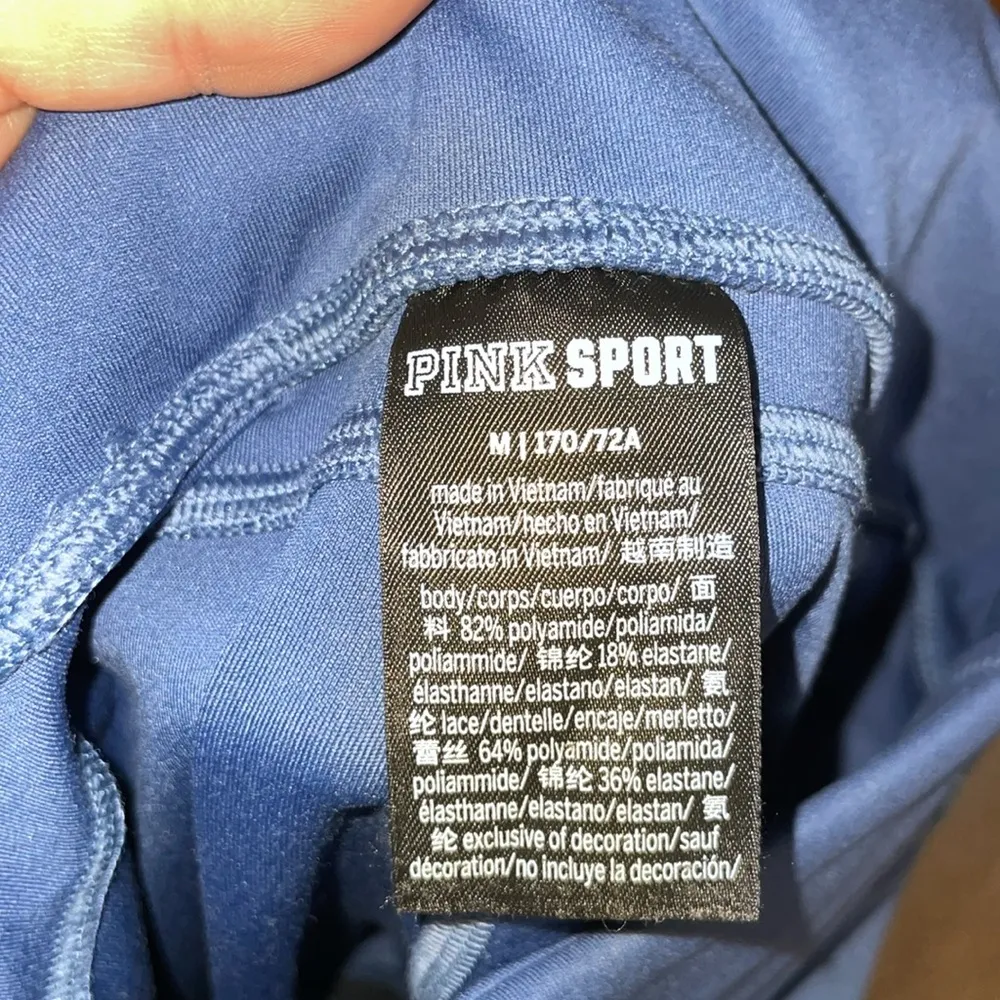 PINK SPORT
M | 170/72A
made in Vietnam/fabriqué au
Vietnam/hecho en Vietnam/
fabbricato in Vietnam/ 越南制造
body/corps/cuerpo/corpo/ 面
料 82% polyamide/poliamida/
poliammide/ 锦纶 18% elastane/
élasthanne/elastano/elastan/ 氨
纶 lace/dentelle/encaje/merletto/
蕾丝 64% polyamide/poliamida/
poliammide/ 锦纶 36% elastane/
élasthanne/elastano/elastan/ 氨
纶 exclusive of decoration/sauf
décoration/no incluye la decoración/